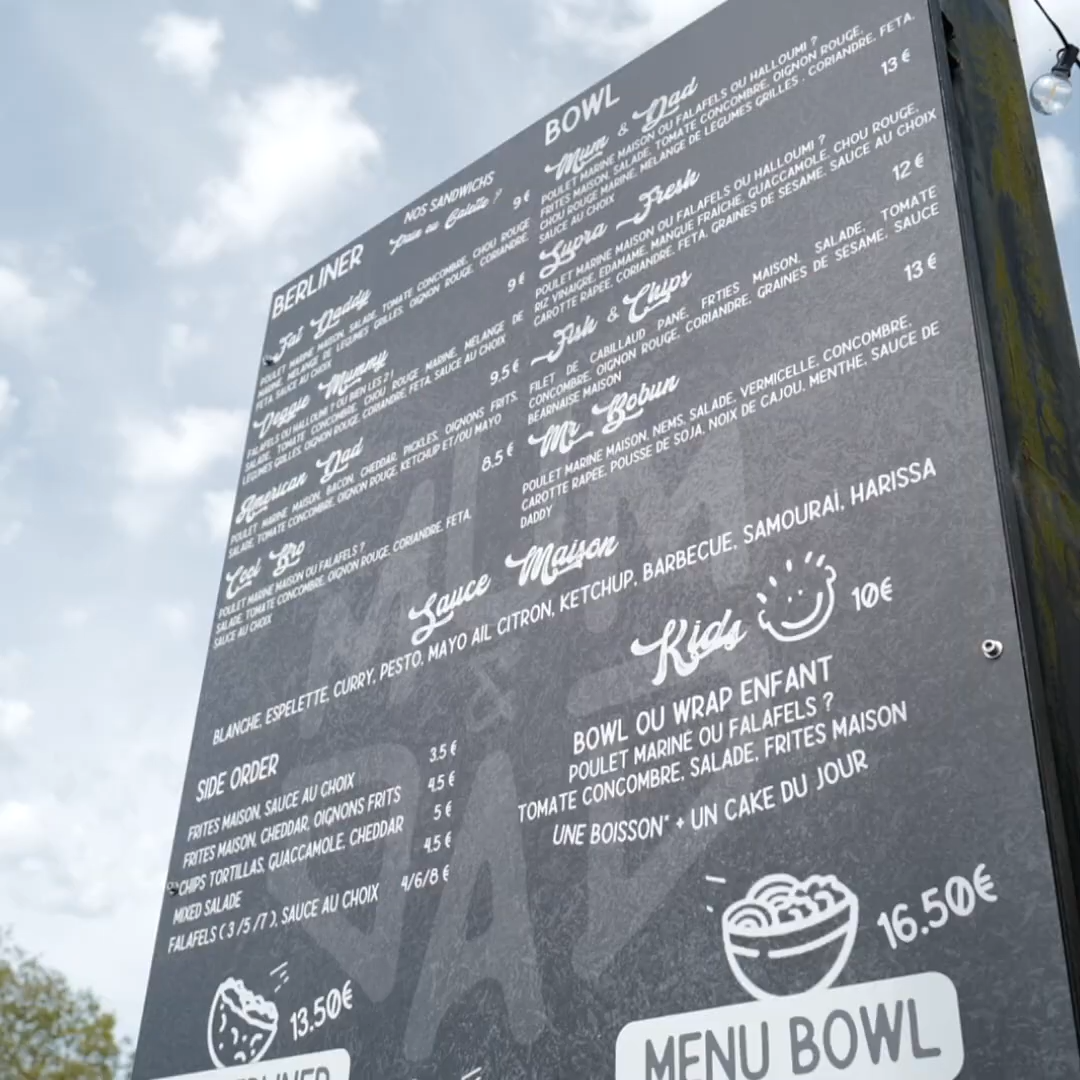 BERLINER
NOS SANDWICHS
Pain ou Galette ?
Fat Daddy
9 €
POULET MARINE MAISON, SALADE, TOMATE CONCOMBRE, CHOU ROUGE
MARINE, MELANGE DE LEGUMES GRILLES, OIGNON ROUGE, CORIANDRE,
FETA, SAUCE AU CHOIX
Veggie Mummy
9 €
FALAFELS OU HALLOUMI ? OU BIEN LES 2 !
SALADE, TOMATE CONCOMBRE, CHOU ROUGE MARINE, MELANGE DE
LEGUMES GRILLES, OIGNON ROUGE, CORIANDRE, FETA, SAUCE AU CHOIX
American Dad
9.5 €
POULET MARINE MAISON, BACON, CHEDDAR, PICKLES, OIGNONS FRITS,
SALADE, TOMATE CONCOMBRE, OIGNON ROUGE, KETCHUP ET/OU MAYO
Cool Bro
8.5 €
POULET MARINE MAISON OU FALAFELS ?
SALADE, TOMATE CONCOMBRE, OIGNON ROUGE, CORIANDRE, FETA,
SAUCE AU CHOIX
BOWL
Mum & Dad
POULET MARINE MAISON OU FALAFELS OU HALLOUMI ?
FRITES MAISON, SALADE, TOMATE CONCOMBRE, OIGNON ROUGE,
CHOU ROUGE MARINE, MELANGE DE LEGUMES GRILLES , CORIANDRE, FETA,
SAUCE AU CHOIX
13 €
Supra Fresh
POULET MARINE MAISON OU FALAFELS OU HALLOUMI ?
RIZ VINAIGRE, EDAMAME, MANGUE FRAÎCHE, GUACCAMOLE, CHOU ROUGE,
CAROTTE RAPEE, CORIANDRE, FETA, GRAINES DE SESAME, SAUCE AU CHOIX
12 €
Fish & Chips
FILET DE CABILLAUD PANE, FRTIES MAISON, SALADE, TOMATE
CONCOMBRE, OIGNON ROUGE, CORIANDRE, GRAINES DE SESAME, SAUCE
BEARNAISE MAISON
13 €
Mr Bobun
POULET MARINE MAISON, NEMS, SALADE, VERMICELLE, CONCOMBRE,
CAROTTE RAPEE, POUSSE DE SOJA, NOIX DE CAJOU, MENTHE, SAUCE DE
DADDY
Sauce Maison
BLANCHE, ESPELETTE, CURRY, PESTO, MAYO AIL CITRON, KETCHUP, BARBECUE, SAMOURAÏ, HARISSA
SIDE ORDER
FRITES MAISON, SAUCE AU CHOIX 3.5 €
FRITES MAISON, CHEDDAR, OIGNONS FRITS 4.5 €
CHIPS TORTILLAS, GUACCAMOLE, CHEDDAR 5 €
MIXED SALADE 4.5 €
FALAFELS ( 3 /5 /7 ), SAUCE AU CHOIX 4/6/8 €
Kids 10€
BOWL OU WRAP ENFANT
POULET MARINE OU FALAFELS ?
TOMATE CONCOMBRE, SALADE, FRITES MAISON
UNE BOISSON* + UN CAKE DU JOUR
13.50€
16.50€
MENU BOWL
MUM
&
DAD